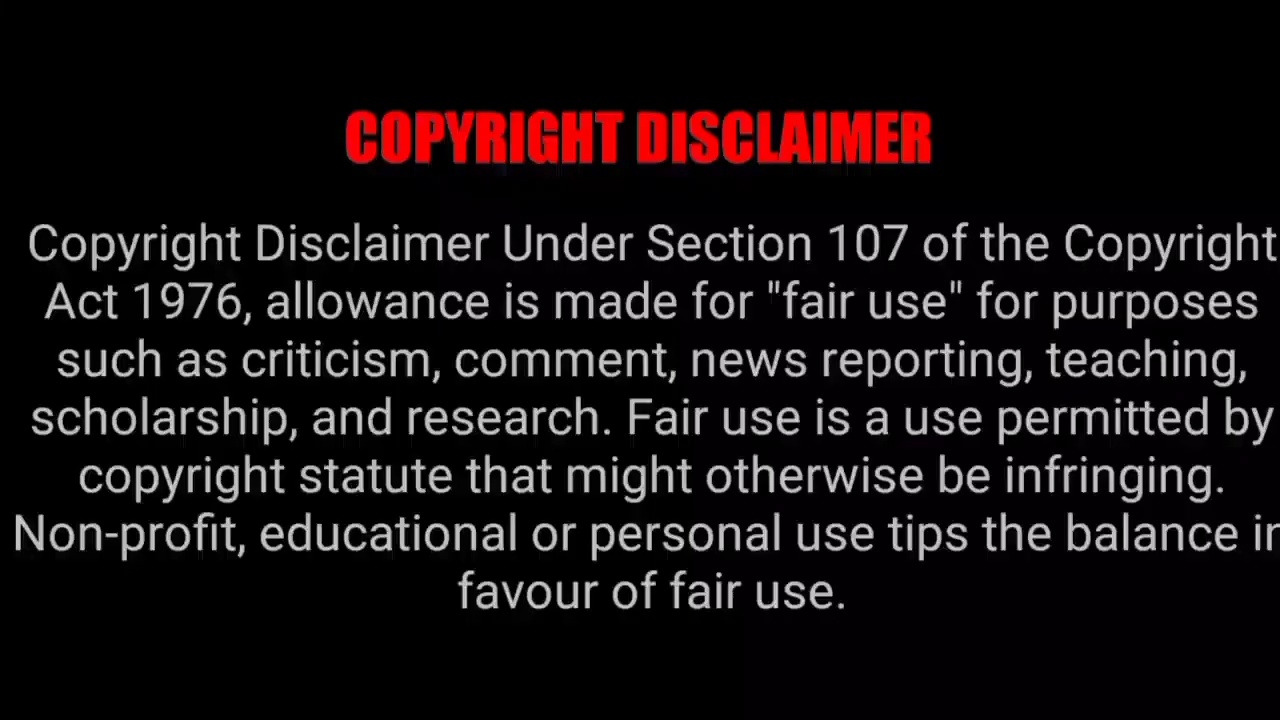 COPYRIGHT DISCLAIMER
Copyright Disclaimer Under Section 107 of the Copyright
Act 1976, allowance is made for "fair use" for purposes
such as criticism, comment, news reporting, teaching,
scholarship, and research. Fair use is a use permitted by
copyright statute that might otherwise be infringing.
Non-profit, educational or personal use tips the balance in
favour of fair use.